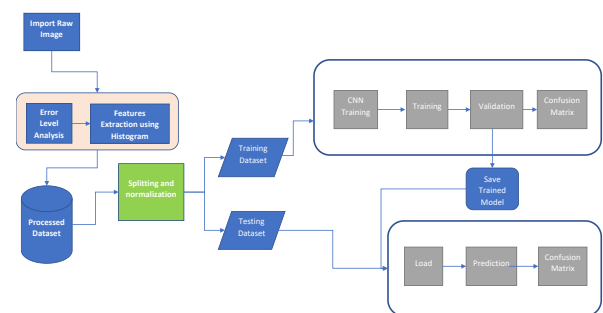 Import Raw
Image
Error
Level
Analysis
Features
Extraction using
Histogram
Processed
Dataset
Splitting and
normalization
Training
Dataset
Testing
Dataset
CNN
Training
Training
Validation
Confusion
Matrix
Save
Trained
Model
Load
Prediction
Confusion
Matrix